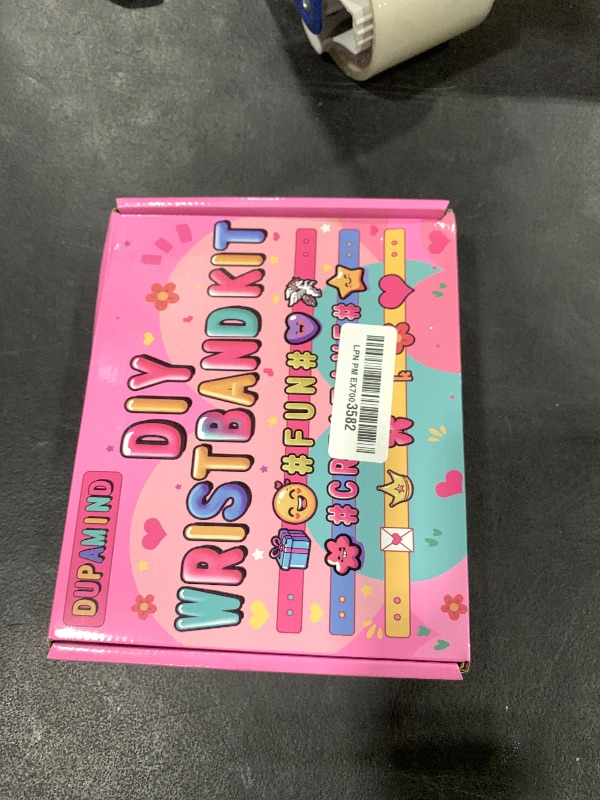 DUPAMIND
DIY
WRISTBAND KIT
#FUN#
#CR
#
LPN PM EX7003582